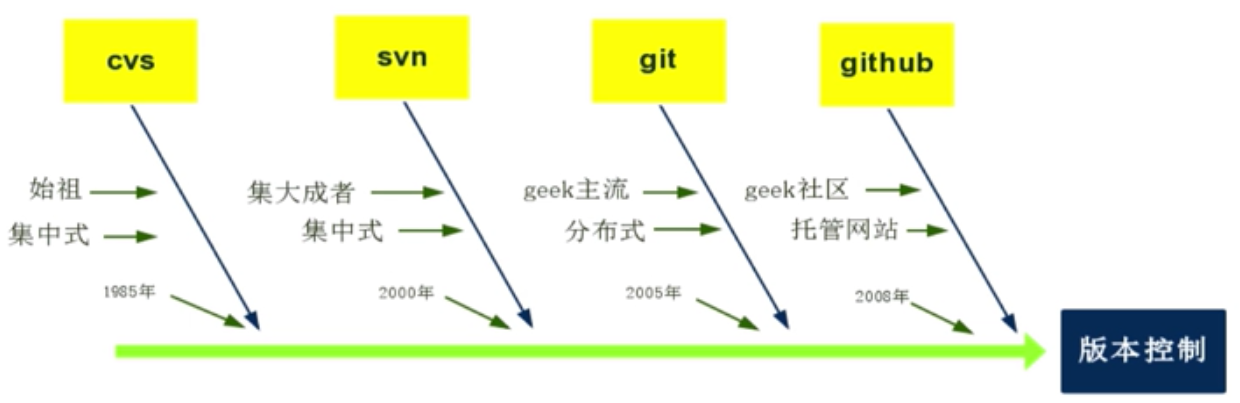 cvs
svn
git
github
始祖
集大成者
geek主流
geek社区
集中式
集中式
分布式
托管网站
1985年
2000年
2005年
2008年
版本控制